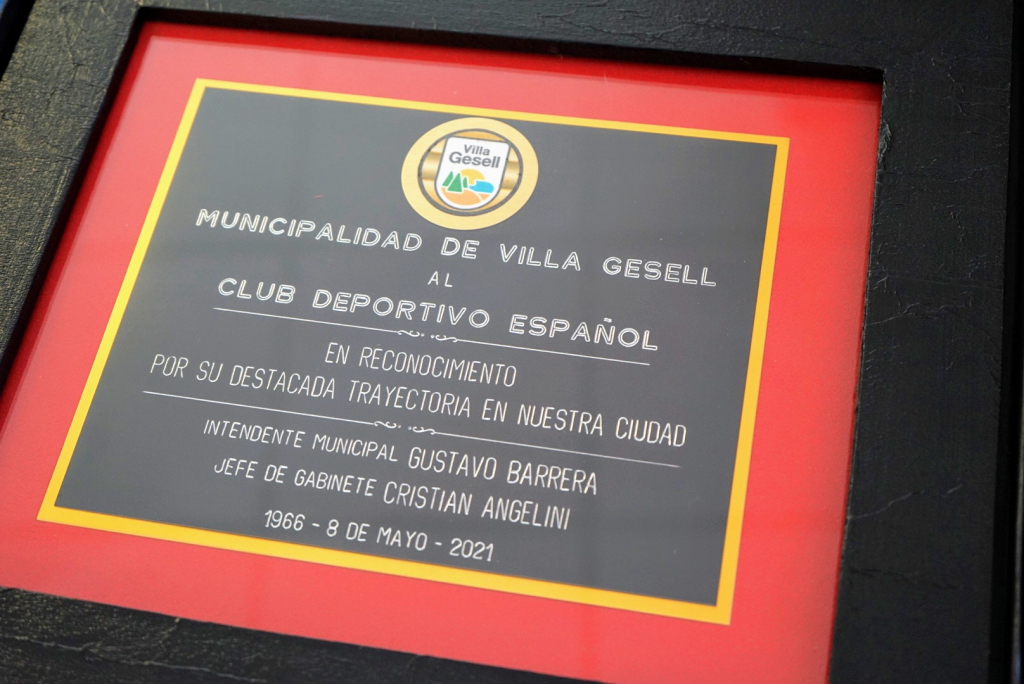 Villa
Gesell
MUNICIPALIDAD DE VILLA GESELL
AL
CLUB DEPORTIVO ESPAÑOL
EN RECONOCIMIENTO
POR SU DESTACADA TRAYECTORIA EN NUESTRA CIUDAD
INTENDENTE MUNICIPAL GUSTAVO BARRERA
JEFE DE GABINETE CRISTIAN ANGELINI
1966 - 8 DE MAYO - 2021